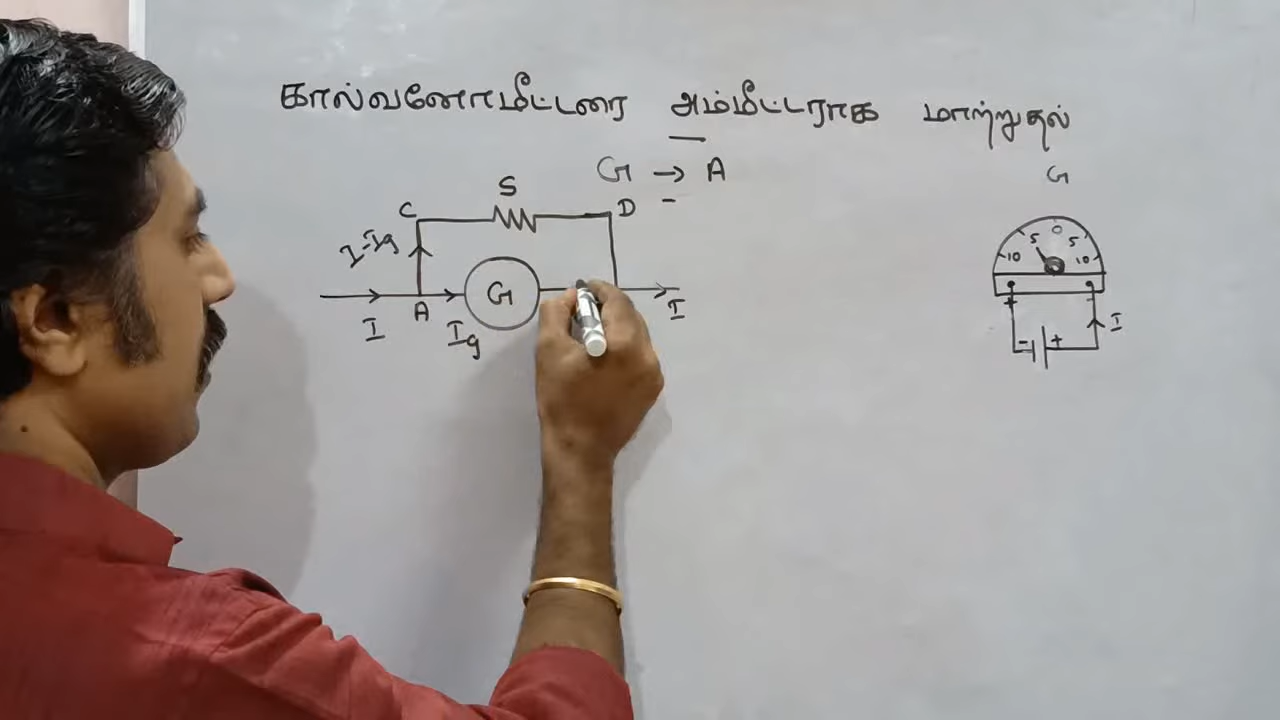 கால்வனோமீட்டரை அம்மீட்டராக மாற்றுதல்
G → A
G
S
C D
I-Ig
G
I A Ig I
5 0 5
10 10
+ -
- +
I